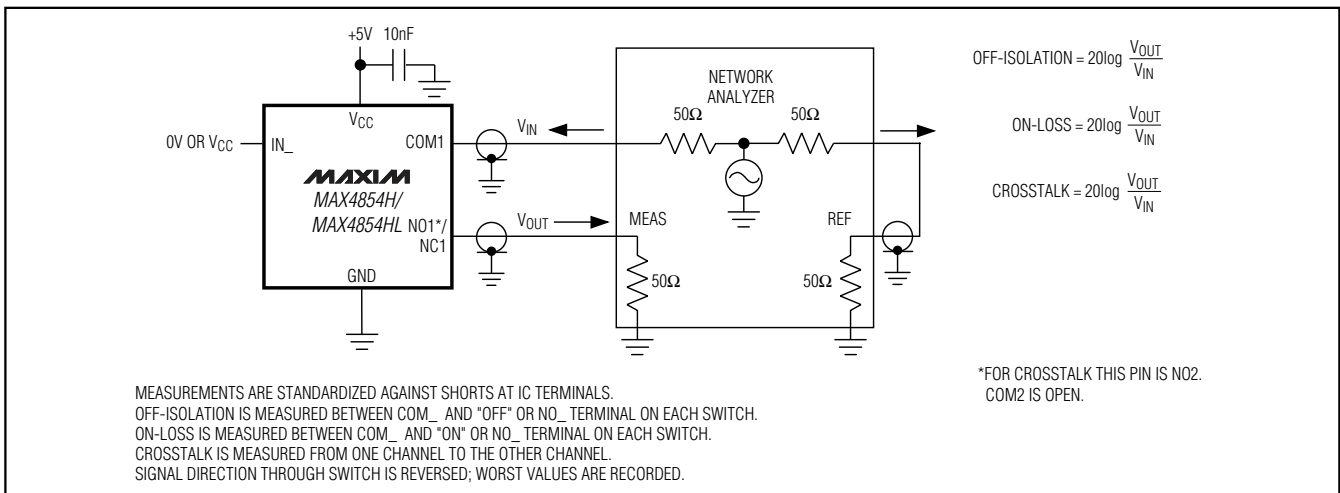 +5V 10nF
VCC
0V OR VCC
IN_
COM1
MAXIM
MAX4854H/
MAX4854HL
NO1*/
NC1
GND
VIN
VOUT
NETWORK
ANALYZER
50Ω
50Ω
MEAS
REF
50Ω
50Ω
OFF-ISOLATION = 20log VOUT
VIN
ON-LOSS = 20log VOUT
VIN
CROSSTALK = 20log VOUT
VIN
*FOR CROSSTALK THIS PIN IS NO2.
COM2 IS OPEN.
MEASUREMENTS ARE STANDARDIZED AGAINST SHORTS AT IC TERMINALS.
OFF-ISOLATION IS MEASURED BETWEEN COM_ AND "OFF" OR NO_ TERMINAL ON EACH SWITCH.
ON-LOSS IS MEASURED BETWEEN COM_ AND "ON" OR NO_ TERMINAL ON EACH SWITCH.
CROSSTALK IS MEASURED FROM ONE CHANNEL TO THE OTHER CHANNEL.
SIGNAL DIRECTION THROUGH SWITCH IS REVERSED; WORST VALUES ARE RECORDED.